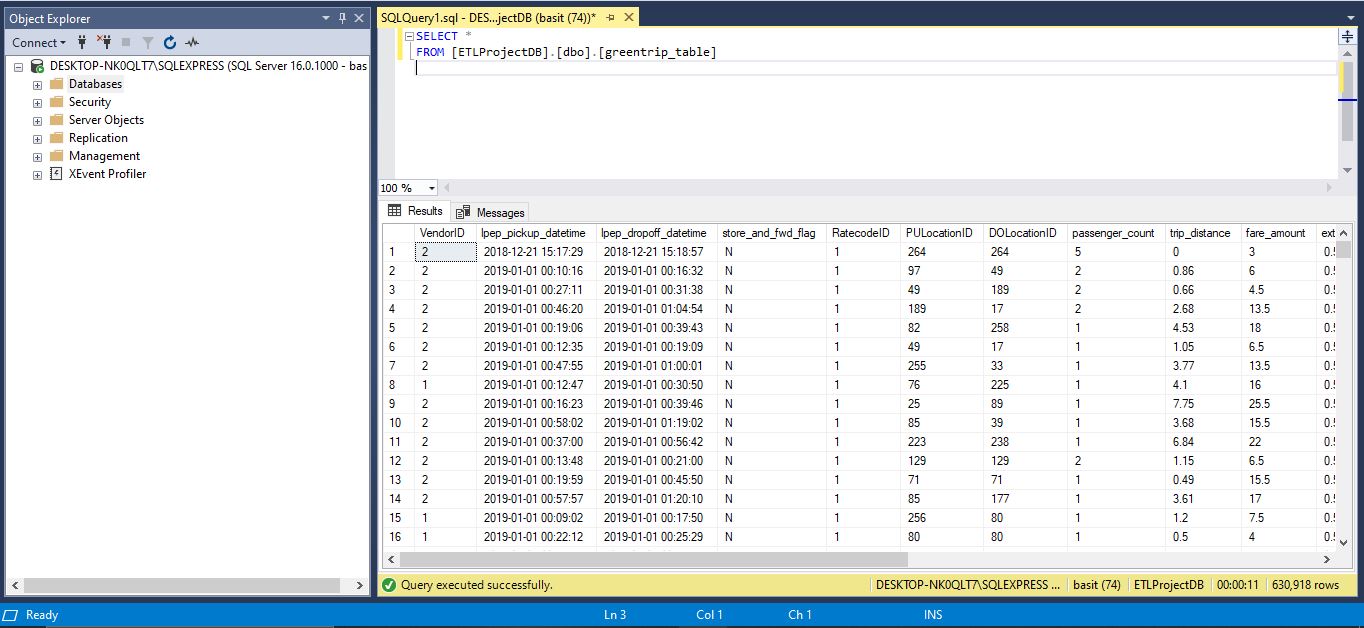 Object Explorer
Connect
DESKTOP-NK0QLT7\SQLEXPRESS (SQL Server 16.0.1000 - bas
Databases
Security
Server Objects
Replication
Management
XEvent Profiler
SQLQuery1.sql - DES...jectDB (basit (74))*
SELECT *
FROM [ETLProjectDB].[dbo].[greentrip_table]
100 %
Results Messages
VendorID lpep_pickup_datetime lpep_dropoff_datetime store_and_fwd_flag RatecodeID PULocationID DOLocationID passenger_count trip_distance fare_amount ext
1 2 2018-12-21 15:17:29 2018-12-21 15:18:57 N 1 264 264 5 0 3 0.5
2 2 2019-01-01 00:10:16 2019-01-01 00:16:32 N 1 97 49 2 0.86 6 0.5
3 2 2019-01-01 00:27:11 2019-01-01 00:31:38 N 1 49 189 2 0.66 4.5 0.5
4 2 2019-01-01 00:46:20 2019-01-01 01:04:54 N 1 189 17 2 2.68 13.5 0.5
5 2 2019-01-01 00:19:06 2019-01-01 00:39:43 N 1 82 258 1 4.53 18 0.5
6 2 2019-01-01 00:12:35 2019-01-01 00:19:09 N 1 49 17 1 1.05 6.5 0.5
7 2 2019-01-01 00:47:55 2019-01-01 01:00:01 N 1 255 33 1 3.77 13.5 0.5
8 1 2019-01-01 00:12:47 2019-01-01 00:30:50 N 1 76 225 1 4.1 16 0.5
9 2 2019-01-01 00:16:23 2019-01-01 00:39:46 N 1 25 89 1 7.75 25.5 0.5
10 2 2019-01-01 00:58:02 2019-01-01 01:19:02 N 1 85 39 1 3.68 15.5 0.5
11 2 2019-01-01 00:37:00 2019-01-01 00:56:42 N 1 223 238 1 6.84 22 0.5
12 2 2019-01-01 00:13:48 2019-01-01 00:21:00 N 1 129 129 2 1.15 6.5 0.5
13 2 2019-01-01 00:19:59 2019-01-01 00:45:50 N 1 71 71 1 0.49 15.5 0.5
14 2 2019-01-01 00:57:57 2019-01-01 01:20:10 N 1 85 177 1 3.61 17 0.5
15 1 2019-01-01 00:09:02 2019-01-01 00:17:50 N 1 256 80 1 1.2 7.5 0.5
16 1 2019-01-01 00:22:12 2019-01-01 00:25:29 N 1 80 80 1 0.5 4 0.5
Query executed successfully. DESKTOP-NK0QLT7\SQLEXPRESS ... basit (74) ETLProjectDB 00:00:11 630,918 rows
Ready Ln 3 Col 1 Ch 1 INS